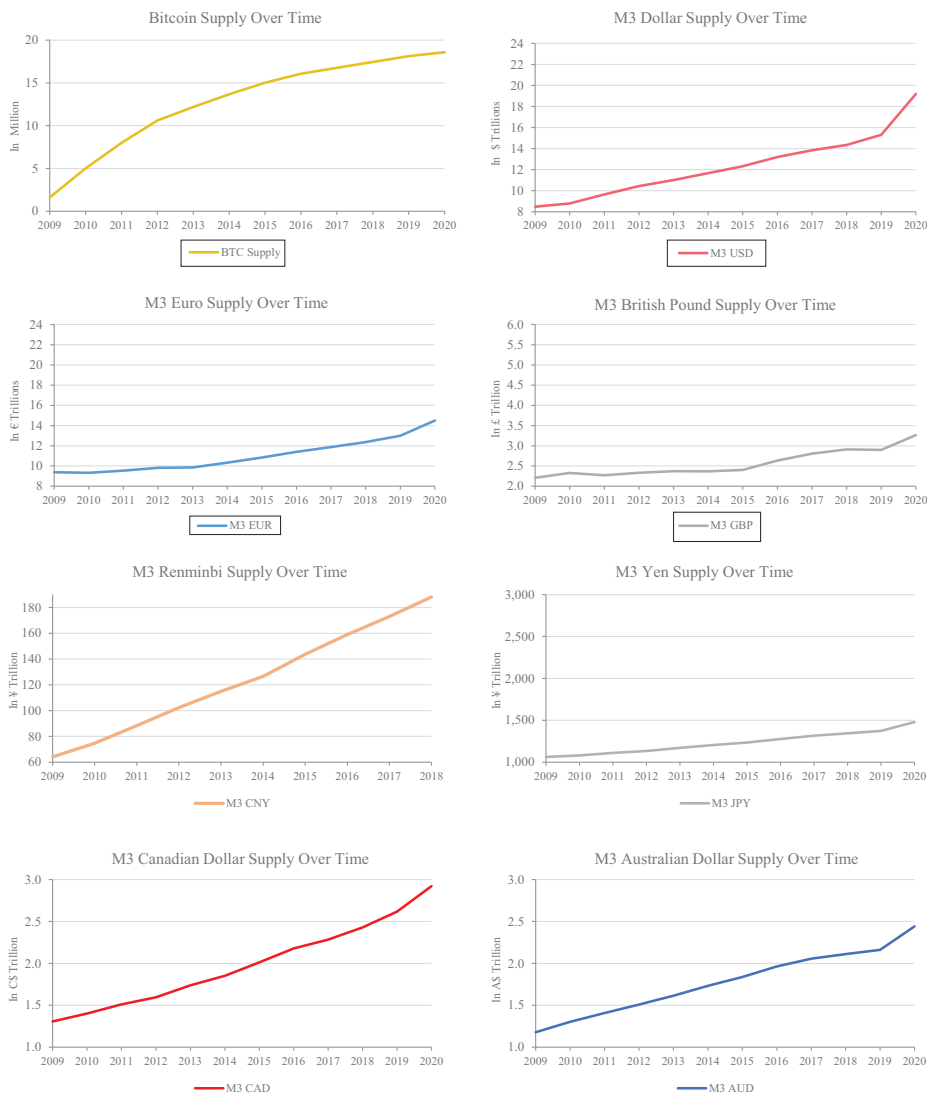 Bitcoin Supply Over Time
In Million
20
15
10
5
0
2009 2010 2011 2012 2013 2014 2015 2016 2017 2018 2019 2020
BTC Supply
M3 Dollar Supply Over Time
In $ Trillions
24
22
20
18
16
14
12
10
8
2009 2010 2011 2012 2013 2014 2015 2016 2017 2018 2019 2020
M3 USD
M3 Euro Supply Over Time
In € Trillions
24
22
20
18
16
14
12
10
8
2009 2010 2011 2012 2013 2014 2015 2016 2017 2018 2019 2020
M3 EUR
M3 British Pound Supply Over Time
In £ Trillion
6.0
5.5
5.0
4.5
4.0
3.5
3.0
2.5
2.0
2009 2010 2011 2012 2013 2014 2015 2016 2017 2018 2019 2020
M3 GBP
M3 Renminbi Supply Over Time
In ¥ Trillion
180
160
140
120
100
80
60
2009 2010 2011 2012 2013 2014 2015 2016 2017 2018
M3 CNY
M3 Yen Supply Over Time
In ¥ Trillion
3,000
2,500
2,000
1,500
1,000
2009 2010 2011 2012 2013 2014 2015 2016 2017 2018 2019 2020
M3 JPY
M3 Canadian Dollar Supply Over Time
In C$ Trillion
3.0
2.5
2.0
1.5
1.0
2009 2010 2011 2012 2013 2014 2015 2016 2017 2018 2019 2020
M3 CAD
M3 Australian Dollar Supply Over Time
In A$ Trillion
3.0
2.5
2.0
1.5
1.0
2009 2010 2011 2012 2013 2014 2015 2016 2017 2018 2019 2020
M3 AUD